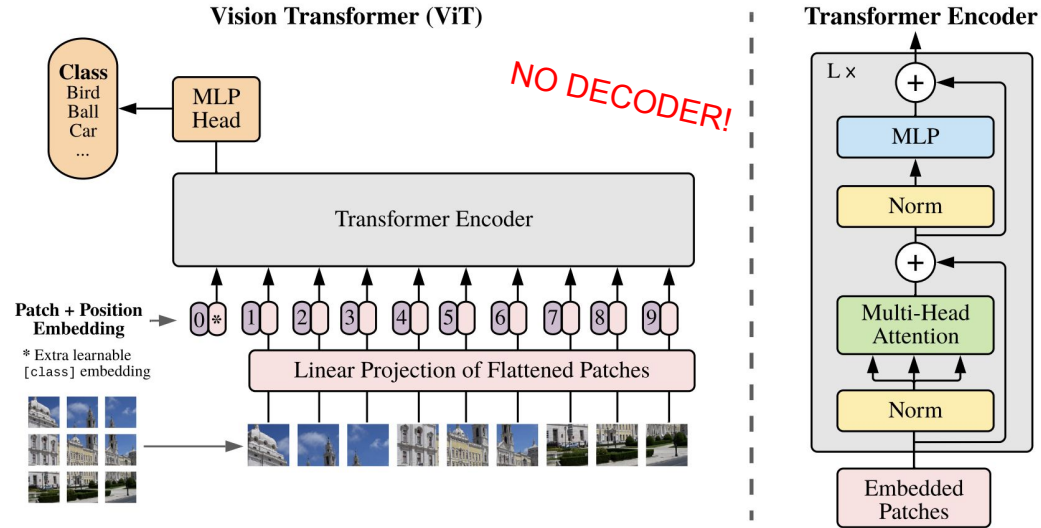 Vision Transformer (ViT)
Class
Bird
Ball
Car
...
MLP
Head
NO DECODER!
Transformer Encoder
Patch + Position
Embedding
0 * 1 2 3 4 5 6 7 8 9
* Extra learnable
[class] embedding
Linear Projection of Flattened Patches
Transformer Encoder
L ×
+
MLP
Norm
+
Multi-Head
Attention
Norm
Embedded
Patches